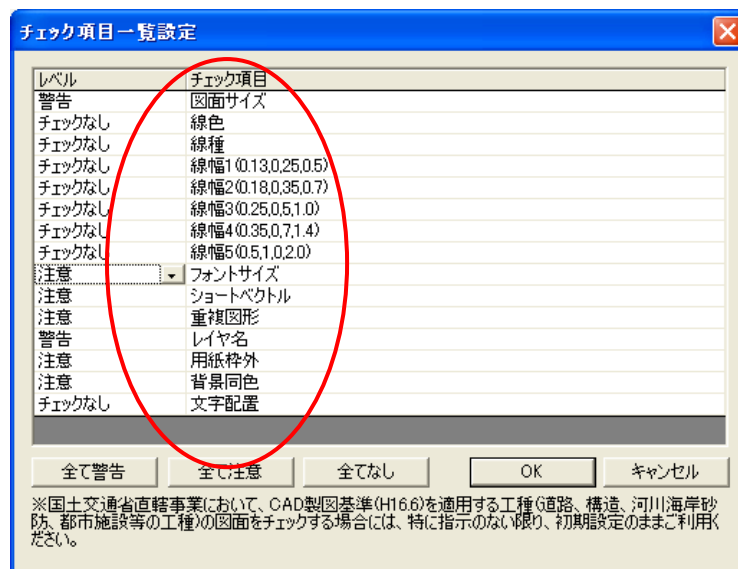 チェック項目一覧設定
レベル チェック項目
警告 図面サイズ
チェックなし 線色
チェックなし 線種
チェックなし 線幅1(0.13,0,25,0.5)
チェックなし 線幅2(0.18,0,35,0.7)
チェックなし 線幅3(0.25,0,5,1.0)
チェックなし 線幅4(0.35,0,7,1.4)
チェックなし 線幅5(0.5,1.0,2.0)
注意 フォントサイズ
注意 ショートベクトル
注意 重複図形
警告 レイヤ名
注意 用紙枠外
注意 背景同色
チェックなし 文字配置
全て警告 全て注意 全てなし OK キャンセル
※国土交通省直轄事業において、CAD製図基準(H16.6)を適用する工種(道路、構造、河川海岸砂
防、都市施設等の工種)の図面をチェックする場合には、特に指示のない限り、初期設定のままご利用く
ださい。